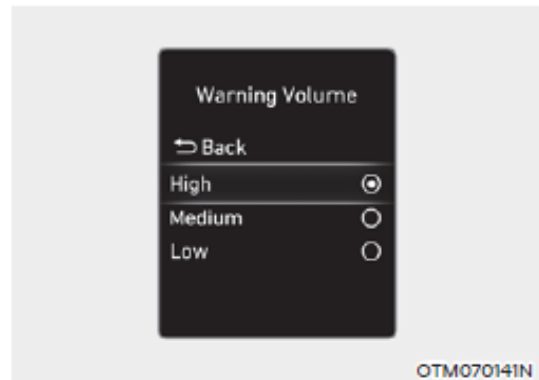 Warning Volume
Back
High
Medium
Low
OTM070141N